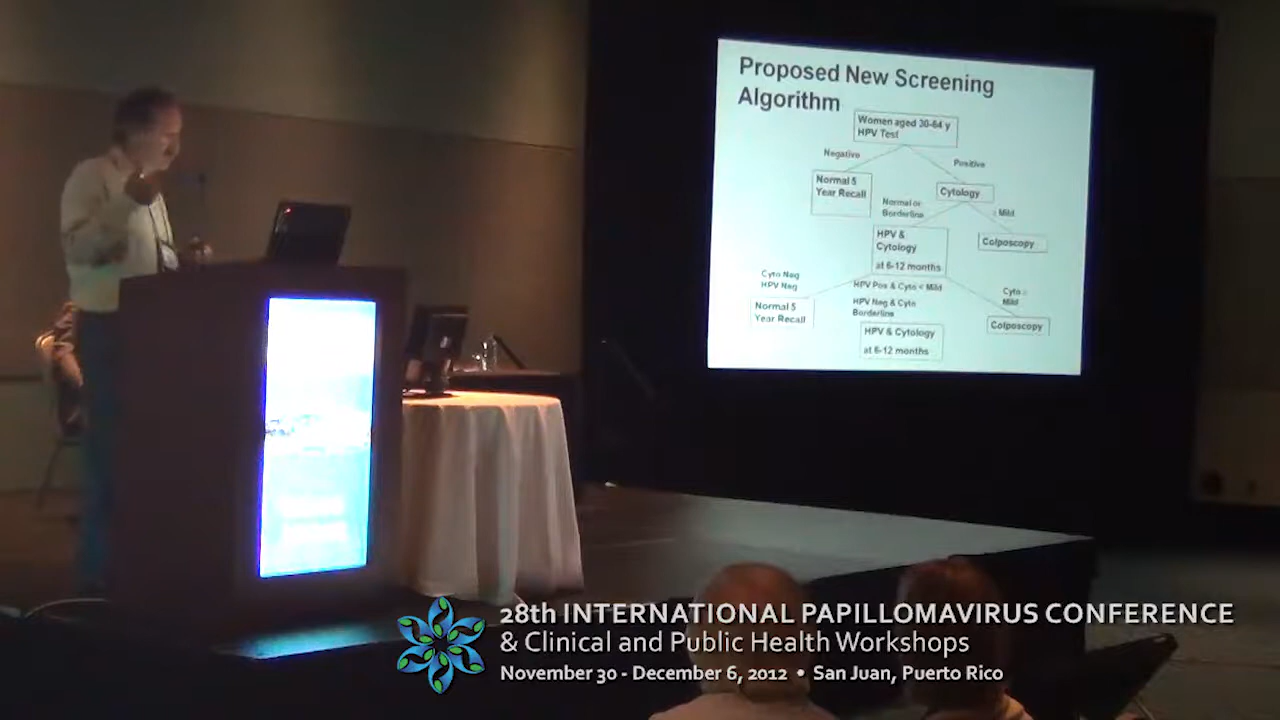 Proposed New Screening
Algorithm
Women aged 30-64 y
HPV Test
Negative
Positive
Normal 5
Year Recall
Cytology
Normal or
Borderline
Mild
HPV &
Cytology
at 6-12 months
Colposcopy
Cyto Neg
HPV Neg
HPV Pos & Cyto < Mild
HPV Neg & Cyto
Borderline
Cyto
Mild
Normal 5
Year Recall
HPV & Cytology
at 6-12 months
Colposcopy
28th INTERNATIONAL PAPILLOMAVIRUS CONFERENCE
& Clinical and Public Health Workshops
November 30 - December 6, 2012 • San Juan, Puerto Rico